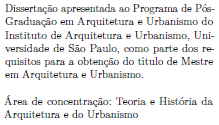 Dissertação apresentada ao Programa de Pós-
Graduação em Arquitetura e Urbanismo do
Instituto de Arquitetura e Urbanismo, Uni-
versidade de São Paulo, como parte dos re-
quisitos para a obtenção do título de Mestre
em Arquitetura e Urbanismo.
Área de concentração: Teoria e História da
Arquitetura e do Urbanismo